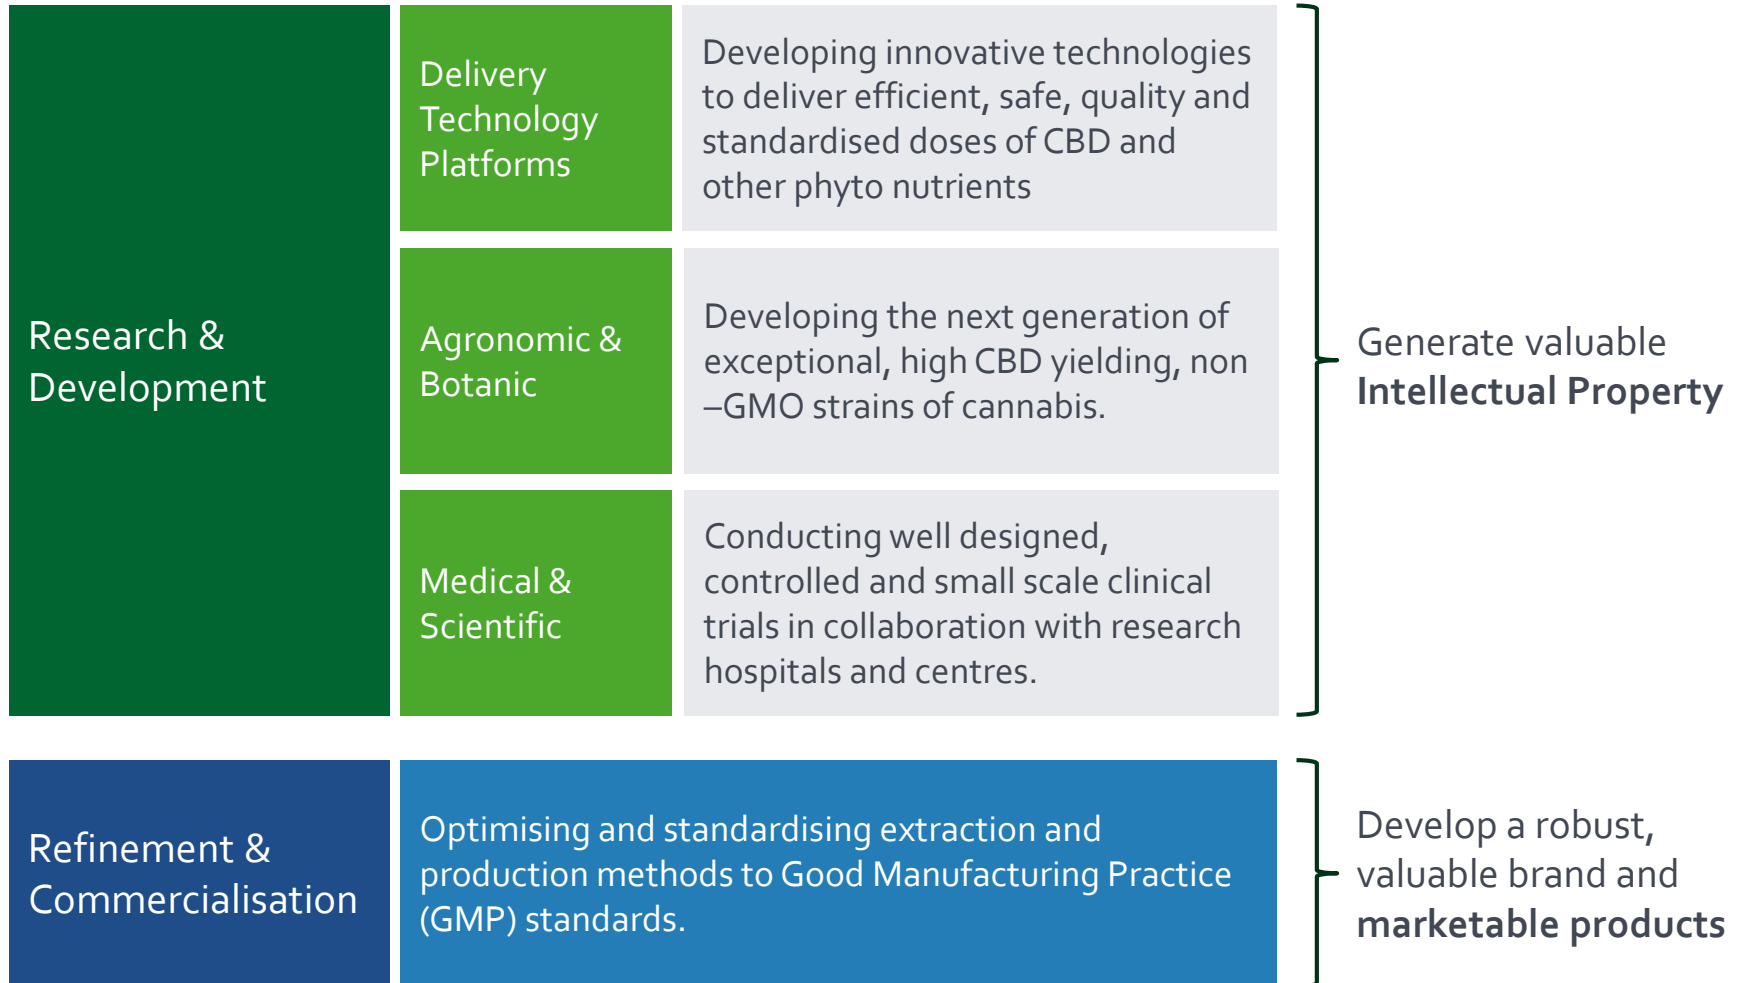 Research &
Development
Delivery
Technology
Platforms
Developing innovative technologies
to deliver efficient, safe, quality and
standardised doses of CBD and
other phyto nutrients
Agronomic &
Botanic
Developing the next generation of
exceptional, high CBD yielding, non
–GMO strains of cannabis.
Medical &
Scientific
Conducting well designed,
controlled and small scale clinical
trials in collaboration with research
hospitals and centres.
Generate valuable
Intellectual Property
Refinement &
Commercialisation
Optimising and standardising extraction and
production methods to Good Manufacturing Practice
(GMP) standards.
Develop a robust,
valuable brand and
marketable products